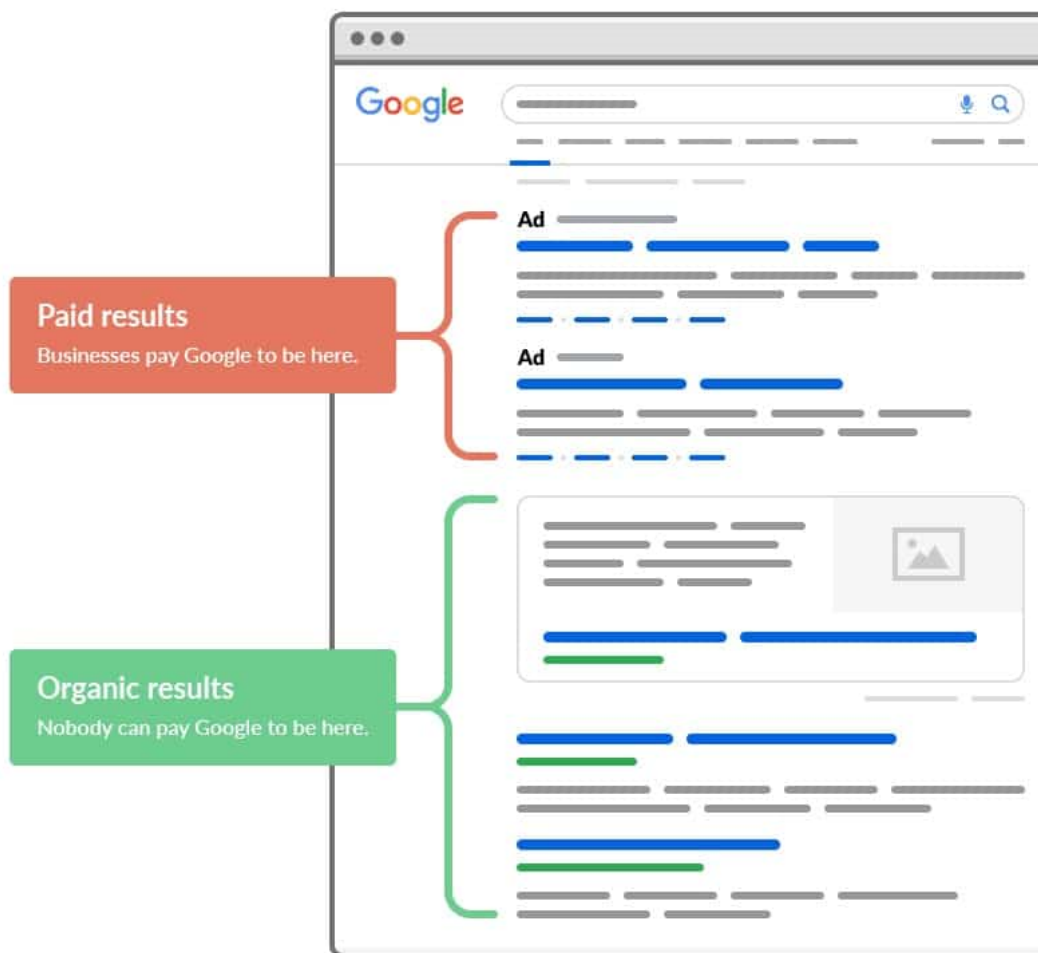 Google
Ad
Paid results
Businesses pay Google to be here.
Ad
Organic results
Nobody can pay Google to be here.